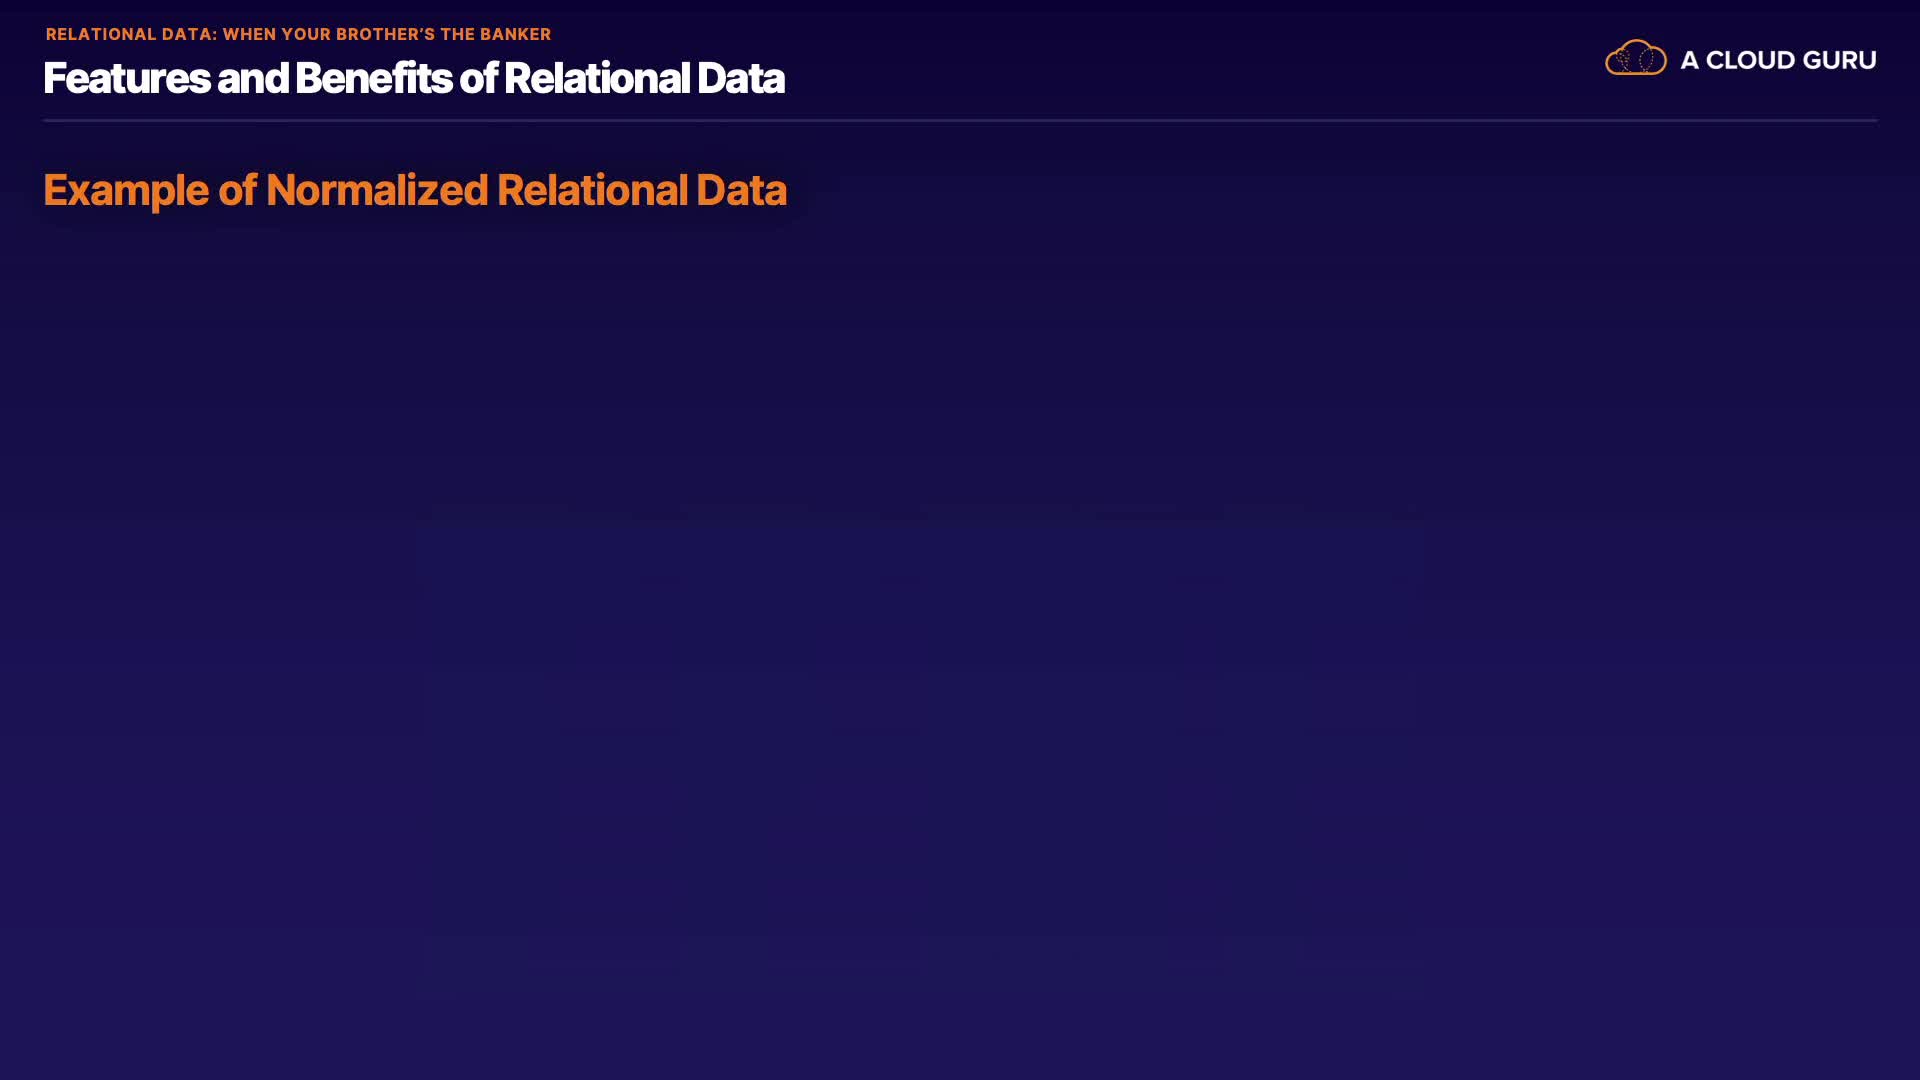 RELATIONAL DATA: WHEN YOUR BROTHER’S THE BANKER
Features and Benefits of Relational Data
A CLOUD GURU
Example of Normalized Relational Data